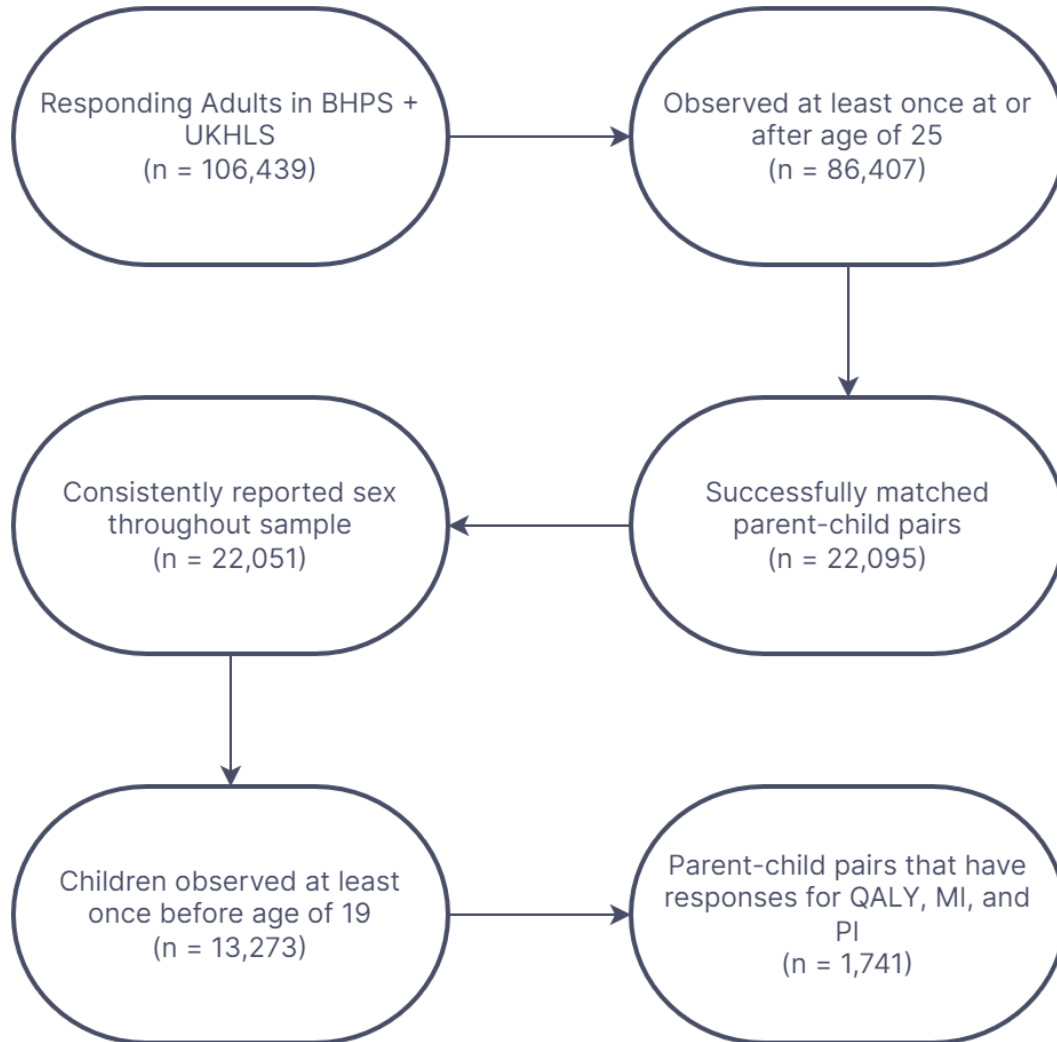 Responding Adults in BHPS +
UKHLS
(n = 106,439)
Observed at least once at or
after age of 25
(n = 86,407)
Successfully matched
parent-child pairs
(n = 22,095)
Consistently reported sex
throughout sample
(n = 22,051)
Children observed at least
once before age of 19
(n = 13,273)
Parent-child pairs that have
responses for QALY, MI, and
PI
(n = 1,741)